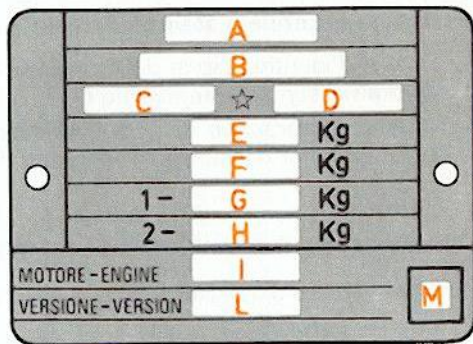 A
B
C ☆ D
E Kg
F Kg
1- G Kg
2- H Kg
MOTORE-ENGINE I
VERSIONE-VERSION L
M